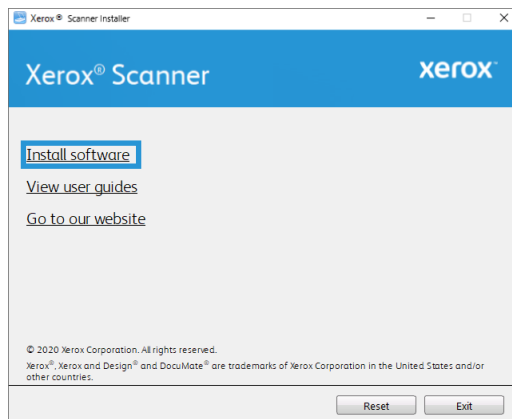 Xerox® Scanner Installer
Xerox® Scanner
xerox™
Install software
View user guides
Go to our website
© 2020 Xerox Corporation. All rights reserved.
Xerox®, Xerox and Design® and DocuMate® are trademarks of Xerox Corporation in the United States and/or
other countries.
Reset
Exit